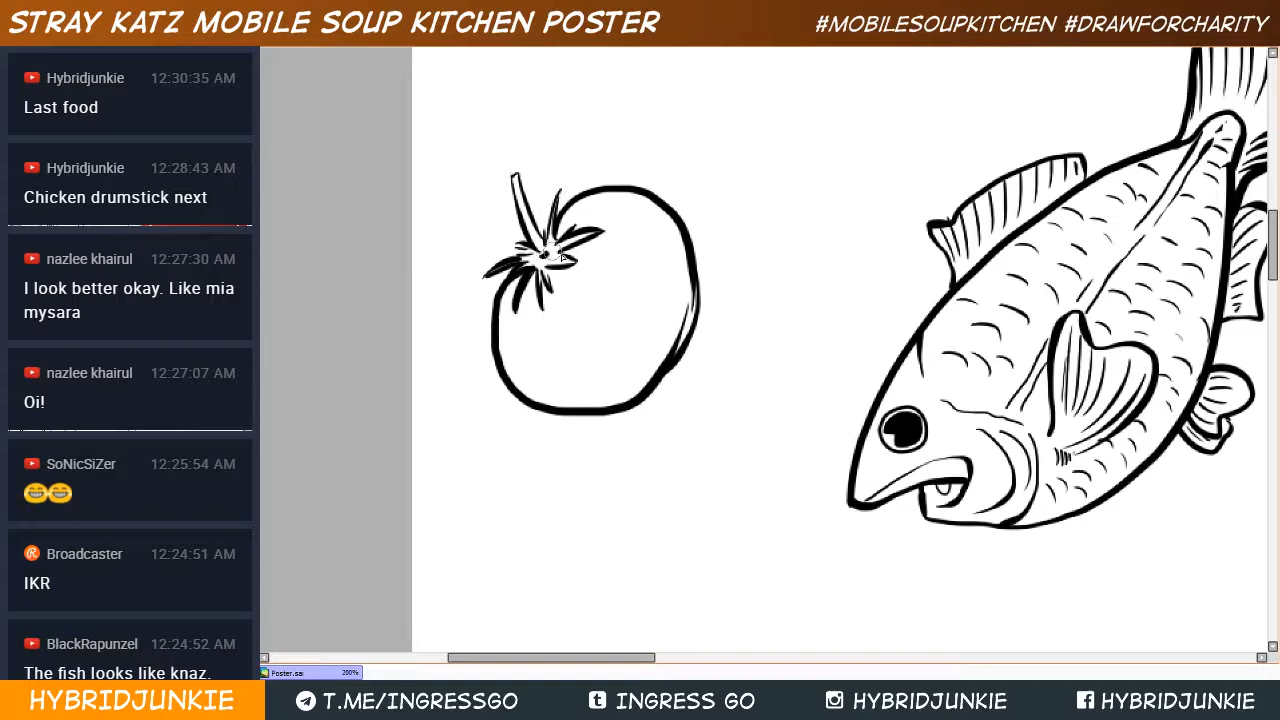 STRAY KATZ MOBILE SOUP KITCHEN POSTER
#MOBILESOUPKITCHEN #DRAWFORCHARITY
Hybridjunkie 12:30:35 AM
Last food
Hybridjunkie 12:28:43 AM
Chicken drumstick next
nazlee khairul 12:27:30 AM
I look better okay. Like mia
mysara
nazlee khairul 12:27:07 AM
Oi!
SoNicSiZer 12:25:54 AM
😁😁
Broadcaster 12:24:51 AM
IKR
BlackRapunzel 12:24:52 AM
The fish looks like knaz.
Poster.sai 200%
HYBRIDJUNKIE
T.ME/INGRESSGO
INGRESS GO
HYBRIDJUNKIE
HYBRIDJUNKIE